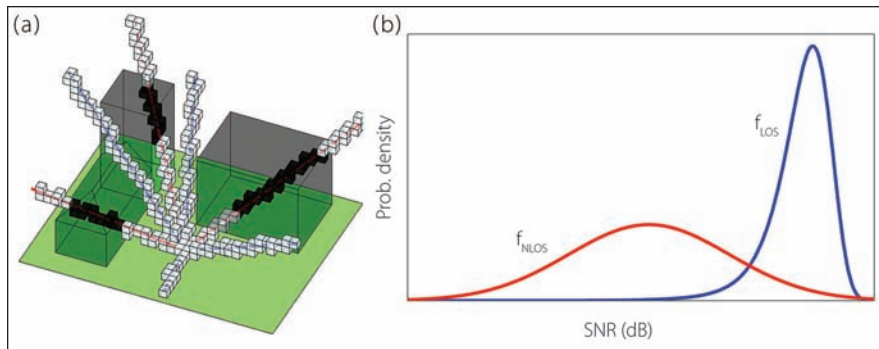 (a)
(b)
Prob. density
f_LOS
f_NLOS
SNR (dB)